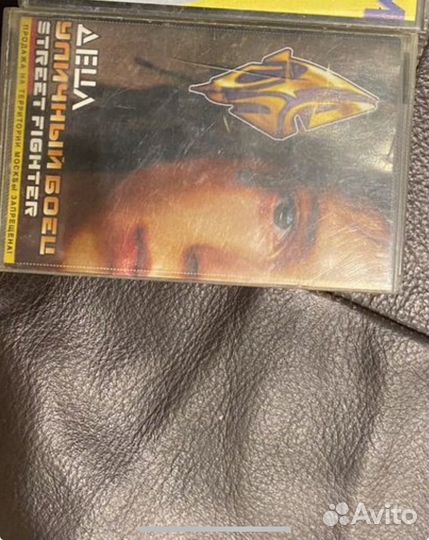 ДЕЦЛ
УЛИЧНЫЙ БОЕЦ
STREET FIGHTER
ПРОДАЖА НА ТЕРРИТОРИИ МОСКВЫ ЗАПРЕЩЕНА!
Avito